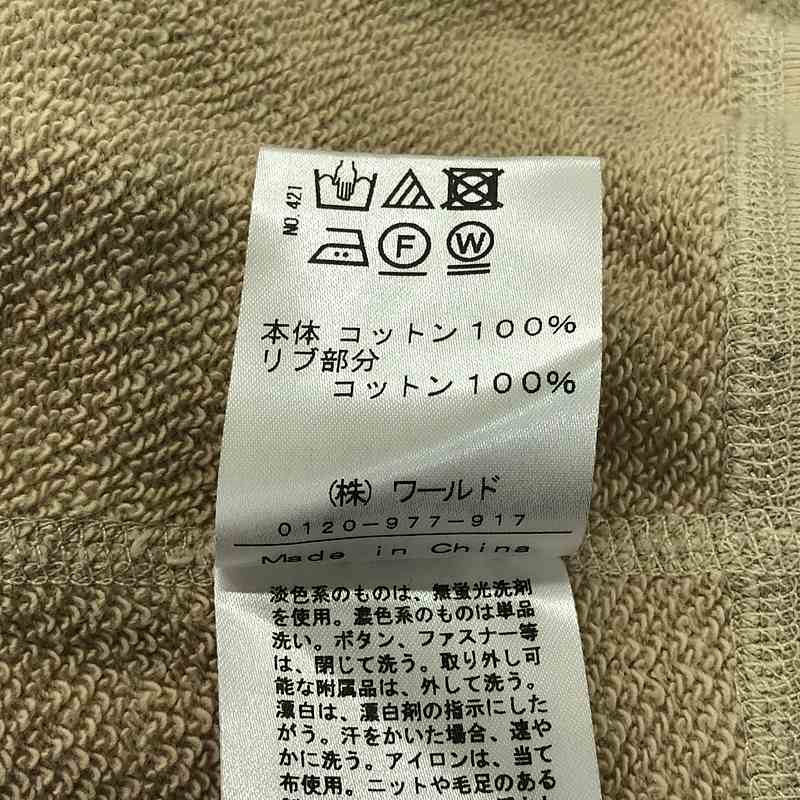 NO.421
F W
本体 コットン100%
リブ部分
コットン100%
(株) ワールド
0120-977-917
Made in China
淡色系のものは、無蛍光洗剤
を使用。濃色系のものは単品
洗い。ボタン、ファスナー等
は、閉じて洗う。取り外し可
能な附属品は、外して洗う。
漂白は、漂白剤の指示にした
がう。汗をかいた場合、速や
かに洗う。アイロンは、当て
布使用。ニットや毛足のある